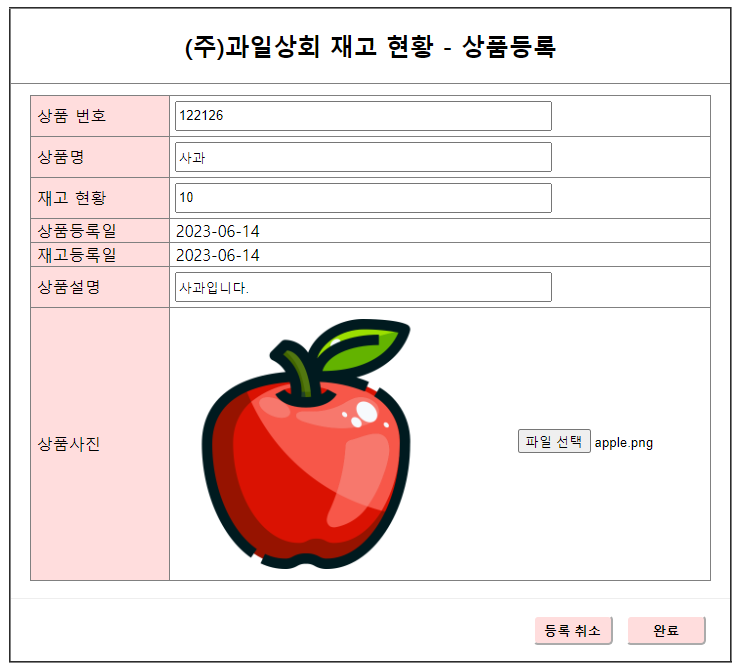 (주)과일상회 재고 현황 - 상품등록
상품 번호 122126
상품명 사과
재고 현황 10
상품등록일 2023-06-14
재고등록일 2023-06-14
상품설명 사과입니다.
상품사진 파일 선택 apple.png
등록 취소 완료